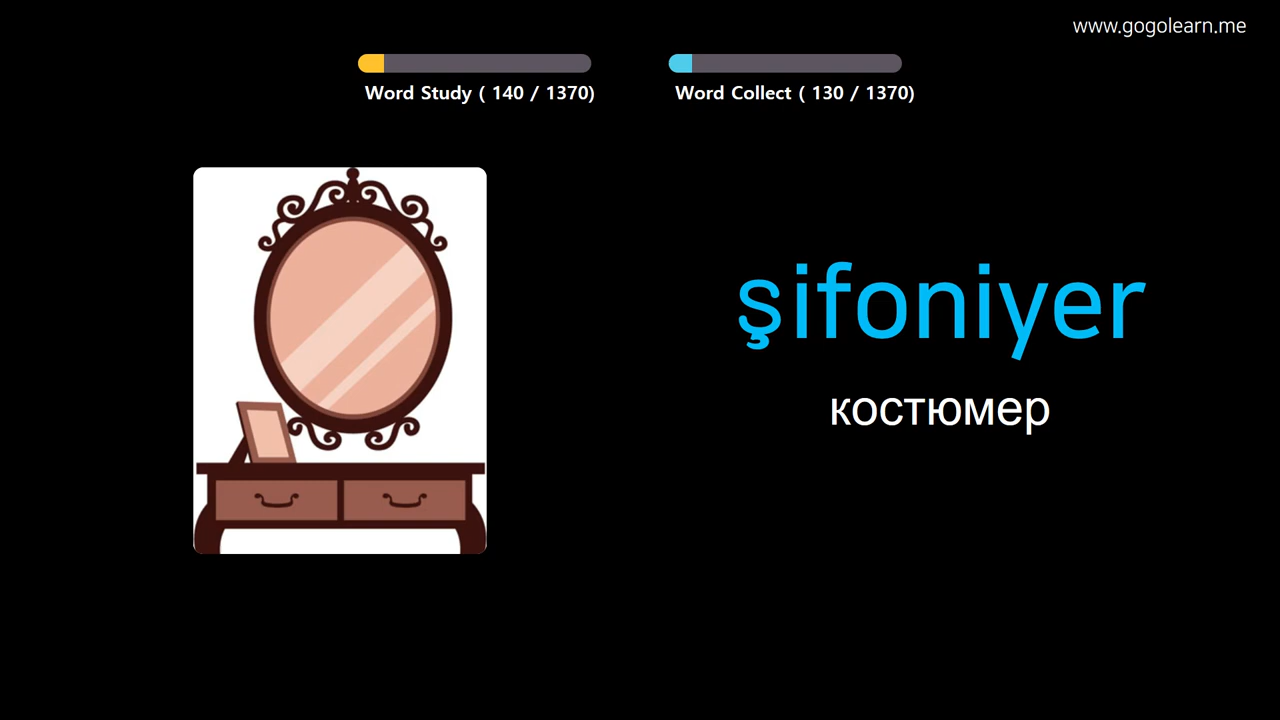 www.gogolearn.me
Word Study ( 140 / 1370)
Word Collect ( 130 / 1370)
şifoniyer
костюмер